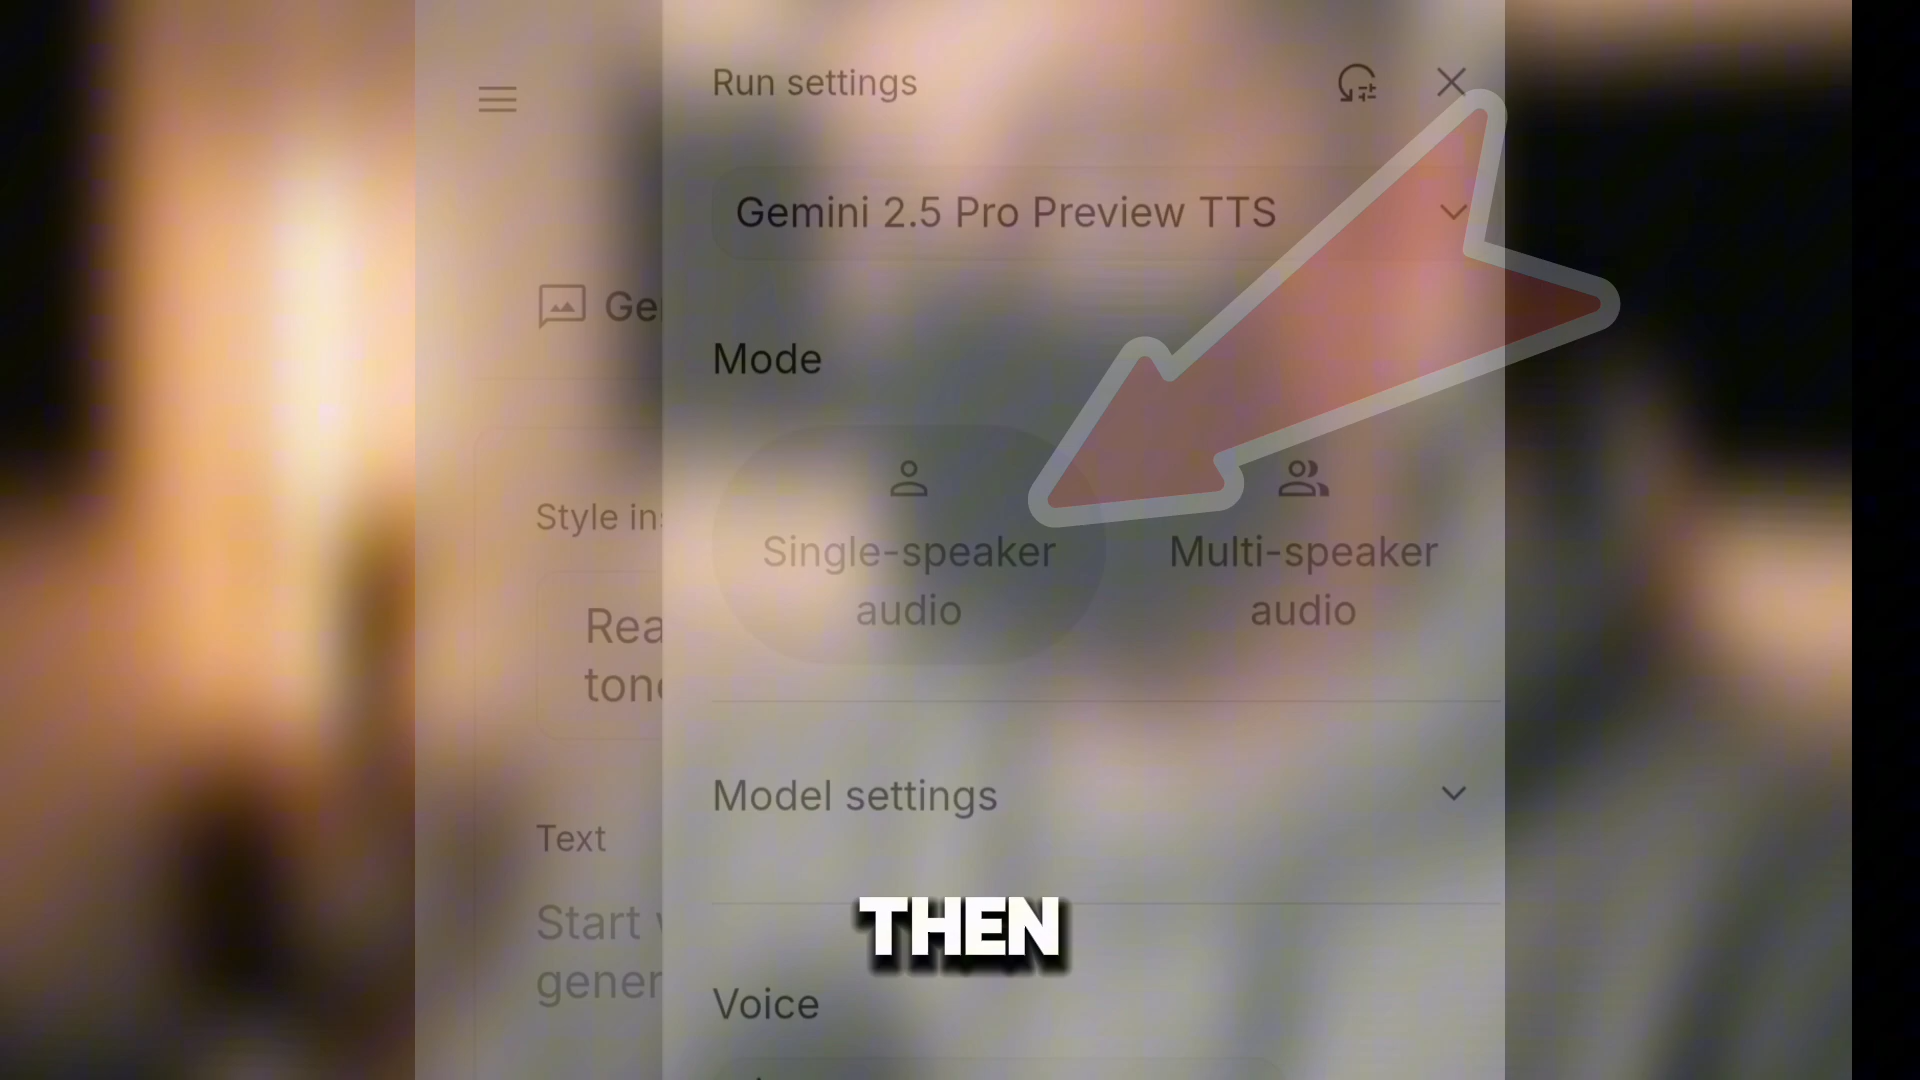 Run settings
Gemini 2.5 Pro Preview TTS
Ge
Mode
Single-speaker
audio
Multi-speaker
audio
Style in
Rea
ton
Model settings
Text
Start
gener
THEN
Voice